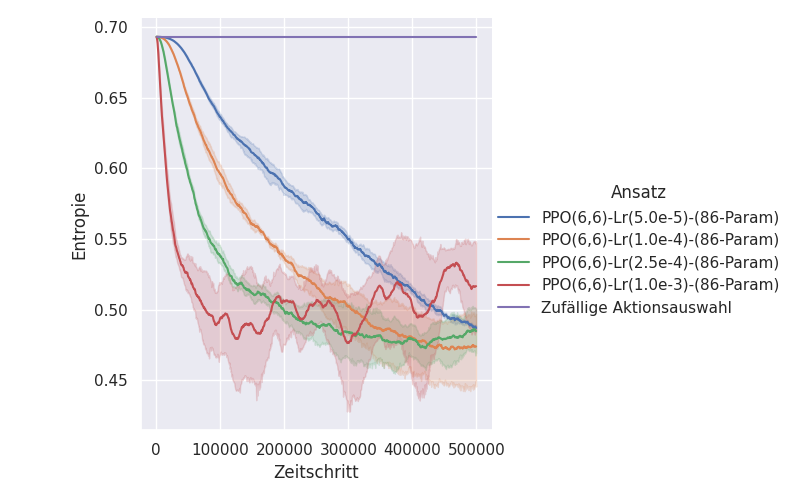 0.70
0.65
0.60
0.55
0.50
0.45
Entropie
0
100000
200000
300000
400000
500000
Zeitschritt
Ansatz
PPO(6,6)-Lr(5.0e-5)-(86-Param)
PPO(6,6)-Lr(1.0e-4)-(86-Param)
PPO(6,6)-Lr(2.5e-4)-(86-Param)
PPO(6,6)-Lr(1.0e-3)-(86-Param)
Zufällige Aktionsauswahl